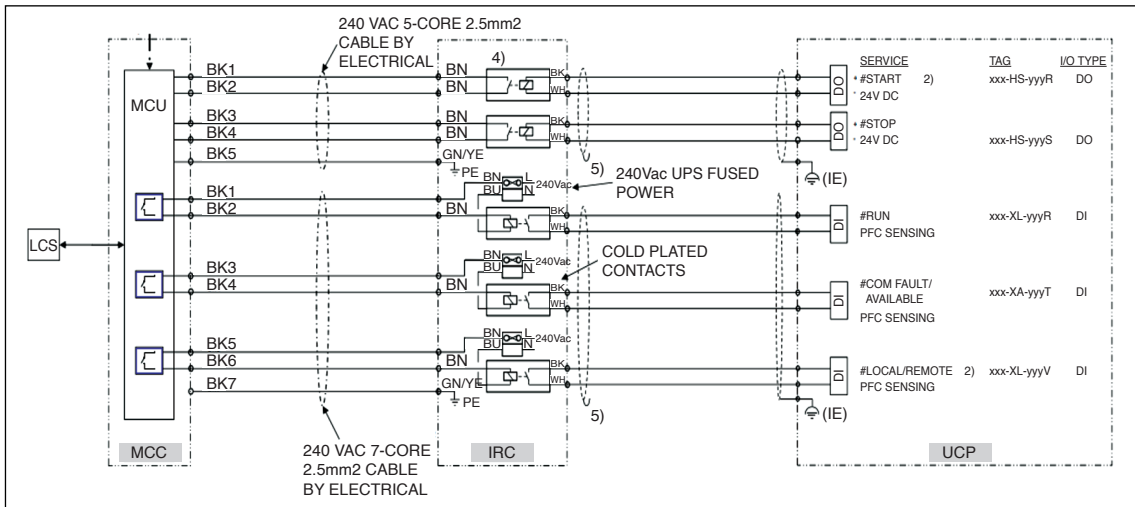 240 VAC 5-CORE 2.5mm2
CABLE BY
ELECTRICAL
4)
SERVICE TAG I/O TYPE
BK1 BN BK DO + #START 2) xxx-HS-yyyR DO
BK2 BN WH - 24V DC
MCU
BK3 BN BK DO + #STOP
BK4 BN WH - 24V DC xxx-HS-yyyS DO
BK5 GN/YE
PE
5)
(IE)
240Vac UPS FUSED
POWER
BN L
240Vac
BU N
BK1 BK
BK2 BN WH DI #RUN xxx-XL-yyyR DI
PFC SENSING
LCS
COLD PLATED
CONTACTS
BN L
240Vac
BU N
BK3 BK
BK4 BN WH DI #COM FAULT/ xxx-XA-yyyT DI
AVAILABLE
PFC SENSING
BN L
240Vac
BU N
BK5 BK
BK6 BN WH DI #LOCAL/REMOTE 2) xxx-XL-yyyV DI
PFC SENSING
BK7 GN/YE
PE
5)
(IE)
MCC IRC UCP
240 VAC 7-CORE
2.5mm2 CABLE
BY ELECTRICAL